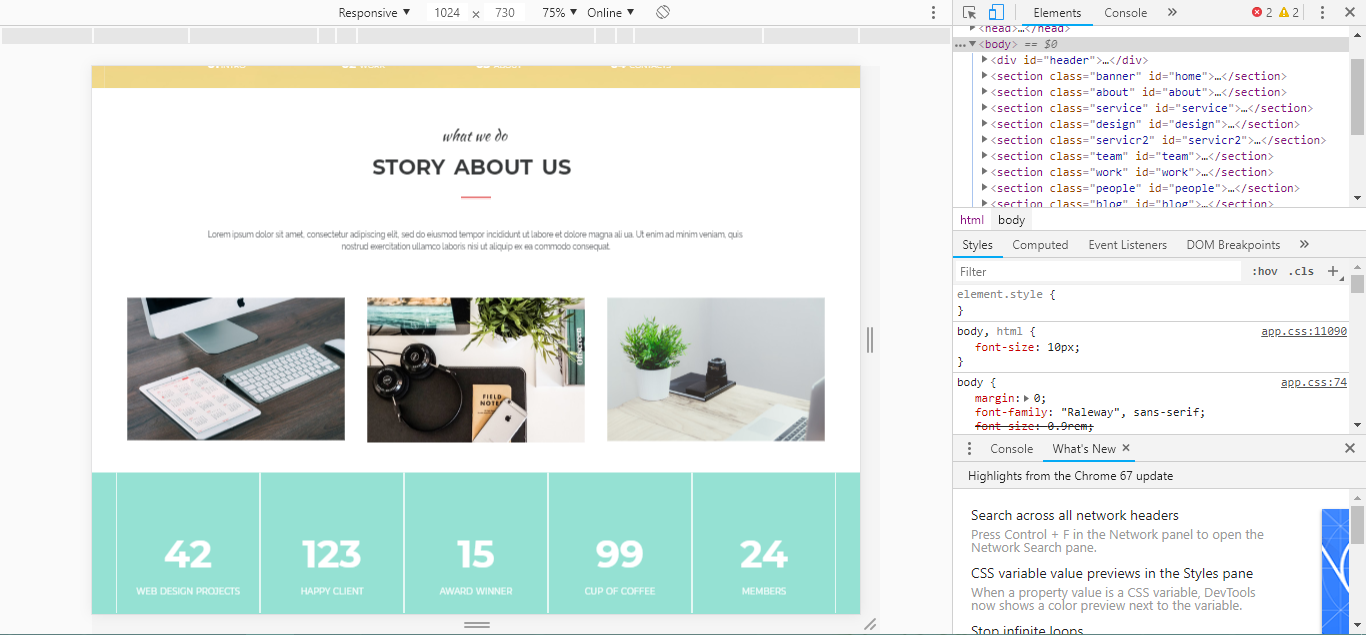 Responsive ▼ 1024 × 730 75% ▼ Online ▼
Elements Console » 2 2
<head>…</head>
… <body> == $0
<div id="header">…</div>
<section class="banner" id="home">…</section>
<section class="about" id="about">…</section>
<section class="service" id="service">…</section>
<section class="design" id="design">…</section>
<section class="servicr2" id="servicr2">…</section>
<section class="team" id="team">…</section>
<section class="work" id="work">…</section>
<section class="people" id="people">…</section>
<section class="blog" id="blog">…</section>
html body
Styles Computed Event Listeners DOM Breakpoints »
Filter :hov .cls +
element.style {
}
body, html { app.css:11090
font-size: 10px;
}
body { app.css:74
margin: 0;
font-family: "Raleway", sans-serif;
font-size: 0.9rem;
Console What's New ×
Highlights from the Chrome 67 update
Search across all network headers
Press Control + F in the Network panel to open the
Network Search pane.
CSS variable value previews in the Styles pane
When a property value is a CSS variable, DevTools
now shows a color preview next to the variable.
Stop infinite loops
what we do
STORY ABOUT US
Lorem ipsum dolor sit amet, consectetur adipiscing elit, sed do eiusmod tempor incididunt ut labore et dolore magna ali ua. Ut enim ad minim veniam, quis
nostrud exercitation ullamco laboris nisi ut aliquip ex ea commodo consequat.
FIELD
NOTES
42 123 15 99 24
WEB DESIGN PROJECTS HAPPY CLIENT AWARD WINNER CUP OF COFFEE MEMBERS